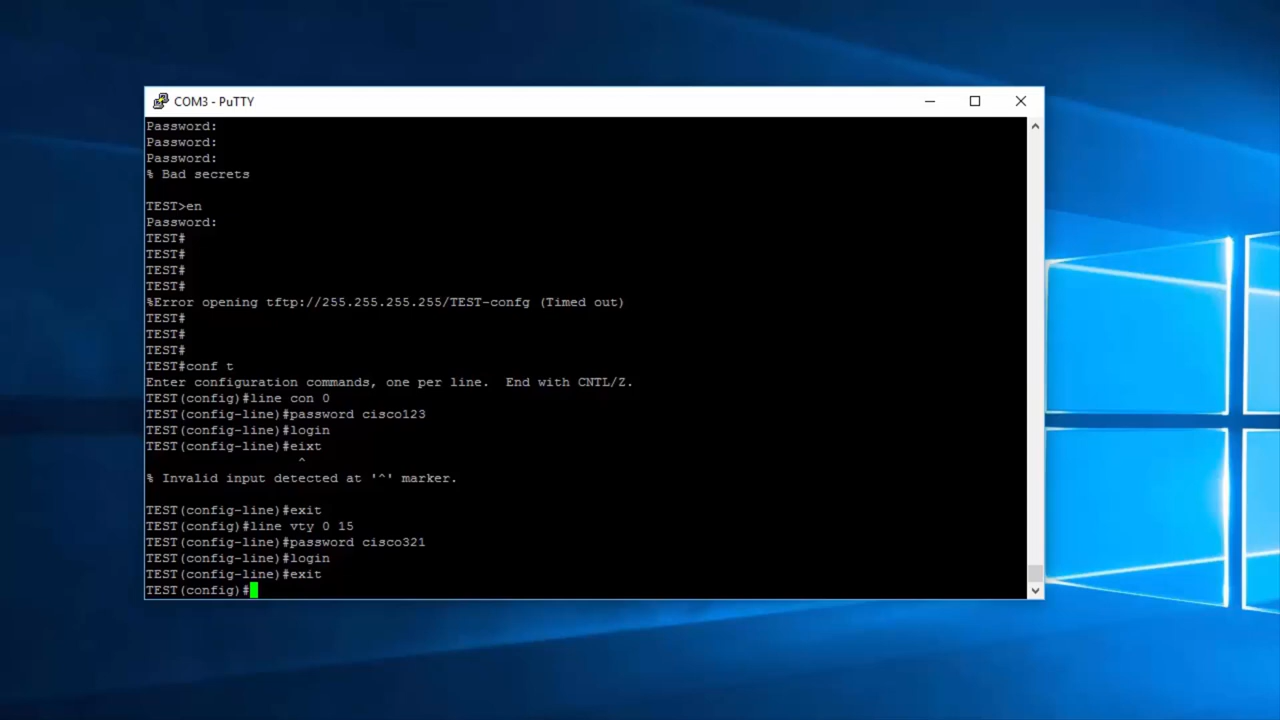 COM3 - PuTTY
Password:
Password:
Password:
% Bad secrets
TEST>en
Password:
TEST#
TEST#
TEST#
TEST#
%Error opening tftp://255.255.255.255/TEST-confg (Timed out)
TEST#
TEST#
TEST#
TEST#conf t
Enter configuration commands, one per line.  End with CNTL/Z.
TEST(config)#line con 0
TEST(config-line)#password cisco123
TEST(config-line)#login
TEST(config-line)#eixt
^
% Invalid input detected at '^' marker.
TEST(config-line)#exit
TEST(config)#line vty 0 15
TEST(config-line)#password cisco321
TEST(config-line)#login
TEST(config-line)#exit
TEST(config)#